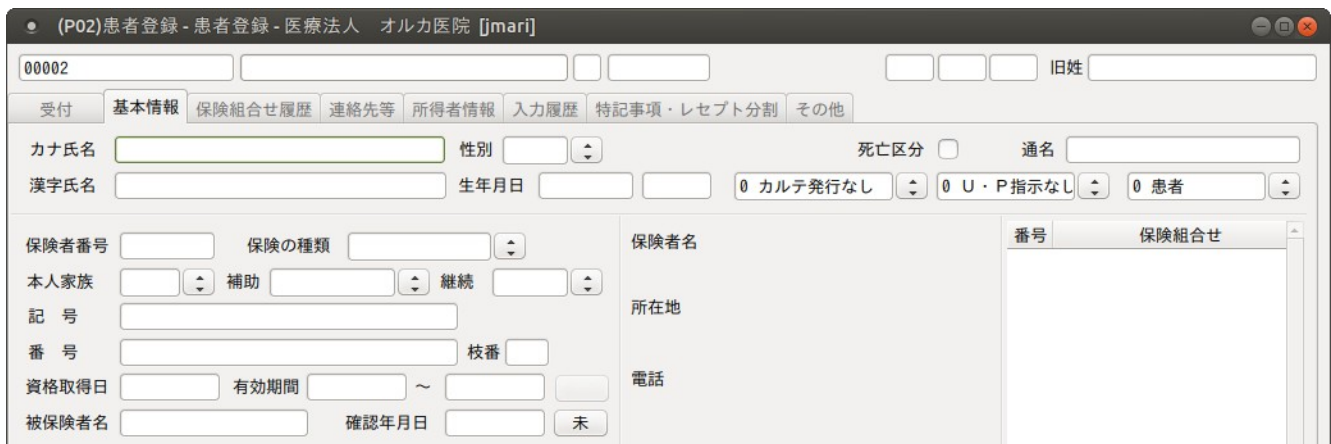 (P02)患者登録 - 患者登録 - 医療法人　オルカ医院 [jmari]
00002 旧姓
受付 基本情報 保険組合せ履歴 連絡先等 所得者情報 入力履歴 特記事項・レセプト分割 その他
カナ氏名 性別 死亡区分 通名
漢字氏名 生年月日 0 カルテ発行なし 0 U・P指示なし 0 患者
保険者番号 保険の種類 保険者名 番号 保険組合せ
本人家族 補助 継続
記　号 所在地
番　号 枝番
資格取得日 有効期間 ～ 電話
被保険者名 確認年月日 未